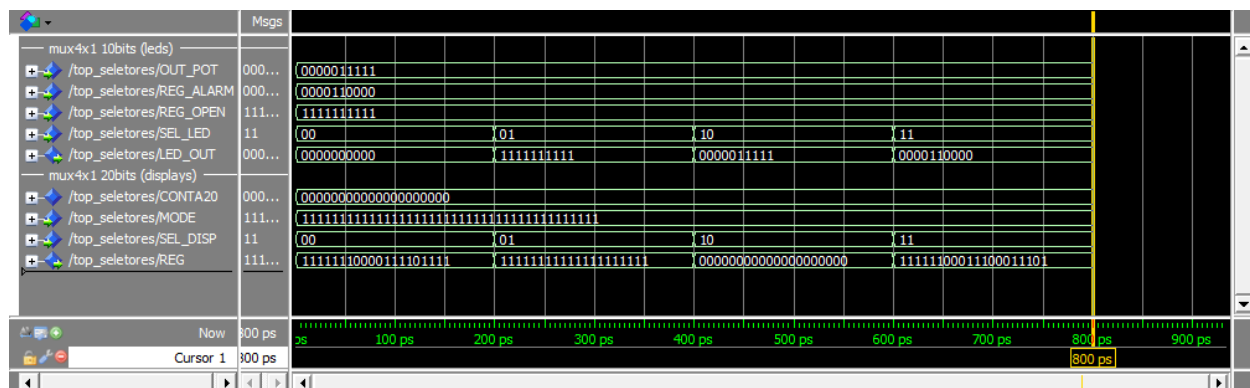 Msgs
mux4x1 10bits (leds)
/top_seletores/OUT_POT 000... 0000011111
/top_seletores/REG_ALARM 000... 0000110000
/top_seletores/REG_OPEN 111... 1111111111
/top_seletores/SEL_LED 11 00 01 10 11
/top_seletores/LED_OUT 000... 0000000000 1111111111 0000011111 0000110000
mux4x1 20bits (displays)
/top_seletores/CONTA20 000... 00000000000000000000
/top_seletores/MODE 111...
/top_seletores/SEL_DISP 11 00 01 10 11
/top_seletores/REG 111... 11111110000111101111 11111111111111111111 00000000000000000000 11111100011100011101
Now 800 ps ps 100 ps 200 ps 300 ps 400 ps 500 ps 600 ps 700 ps 800 ps 900 ps
Cursor 1 800 ps 800 ps